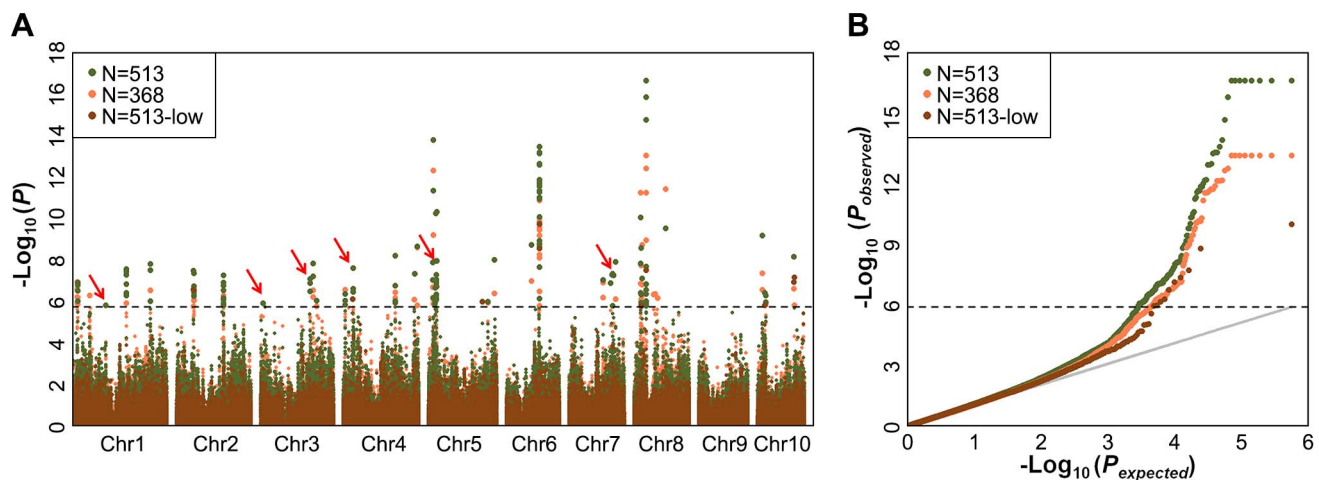 A
-Log10(P)
18
16
14
12
10
8
6
4
2
0
N=513
N=368
N=513-low
Chr1 Chr2 Chr3 Chr4 Chr5 Chr6 Chr7 Chr8 Chr9 Chr10
B
-Log10(Pobserved)
18
15
12
9
6
3
0
N=513
N=368
N=513-low
0 1 2 3 4 5 6
-Log10(Pexpected)